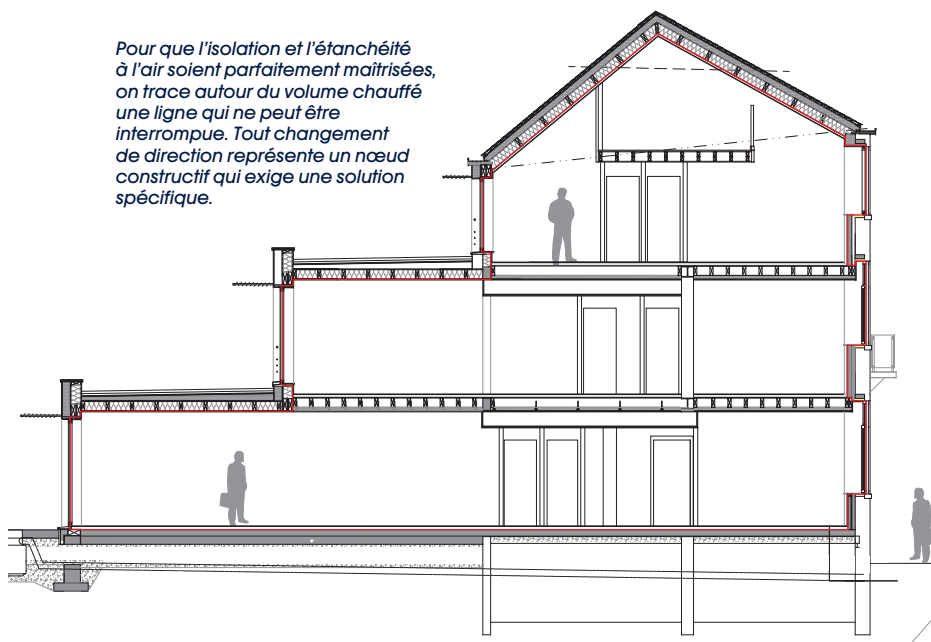 Pour que l'isolation et l'étanchéité
à l'air soient parfaitement maîtrisées,
on trace autour du volume chauffé
une ligne qui ne peut être
interrompue. Tout changement
de direction représente un nœud
constructif qui exige une solution
spécifique.